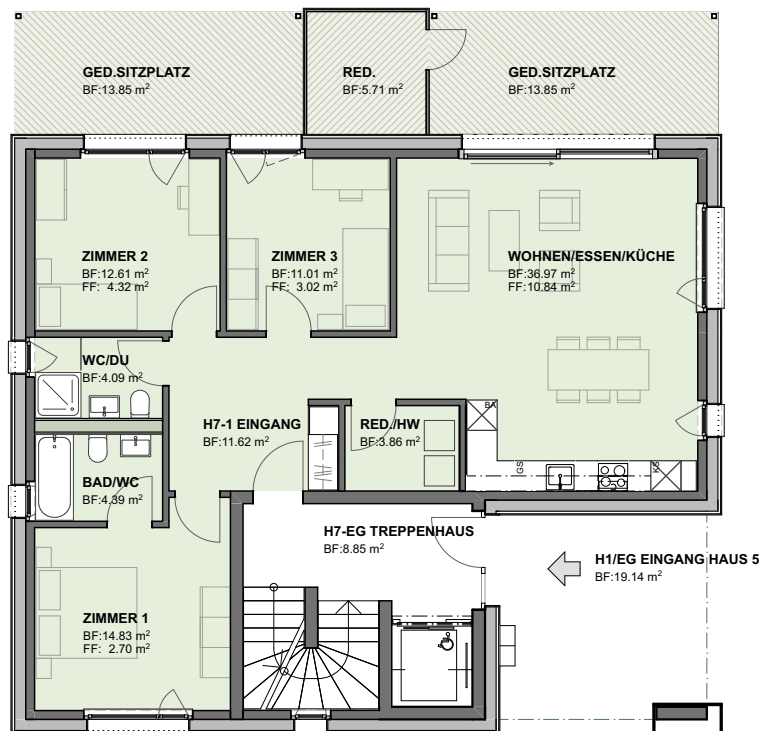 GED.SITZPLATZ
BF:13.85 m²
RED.
BF:5.71 m²
GED.SITZPLATZ
BF:13.85 m²
ZIMMER 2
BF:12.61 m²
FF: 4.32 m²
ZIMMER 3
BF:11.01 m²
FF: 3.02 m²
WOHNEN/ESSEN/KÜCHE
BF:36.97 m²
FF:10.84 m²
WC/DU
BF:4.09 m²
H7-1 EINGANG
BF:11.62 m²
RED./HW
BF:3.86 m²
BA
GS
KS
BAD/WC
BF:4.39 m²
H7-EG TREPPENHAUS
BF:8.85 m²
H1/EG EINGANG HAUS 5
BF:19.14 m²
ZIMMER 1
BF:14.83 m²
FF: 2.70 m²